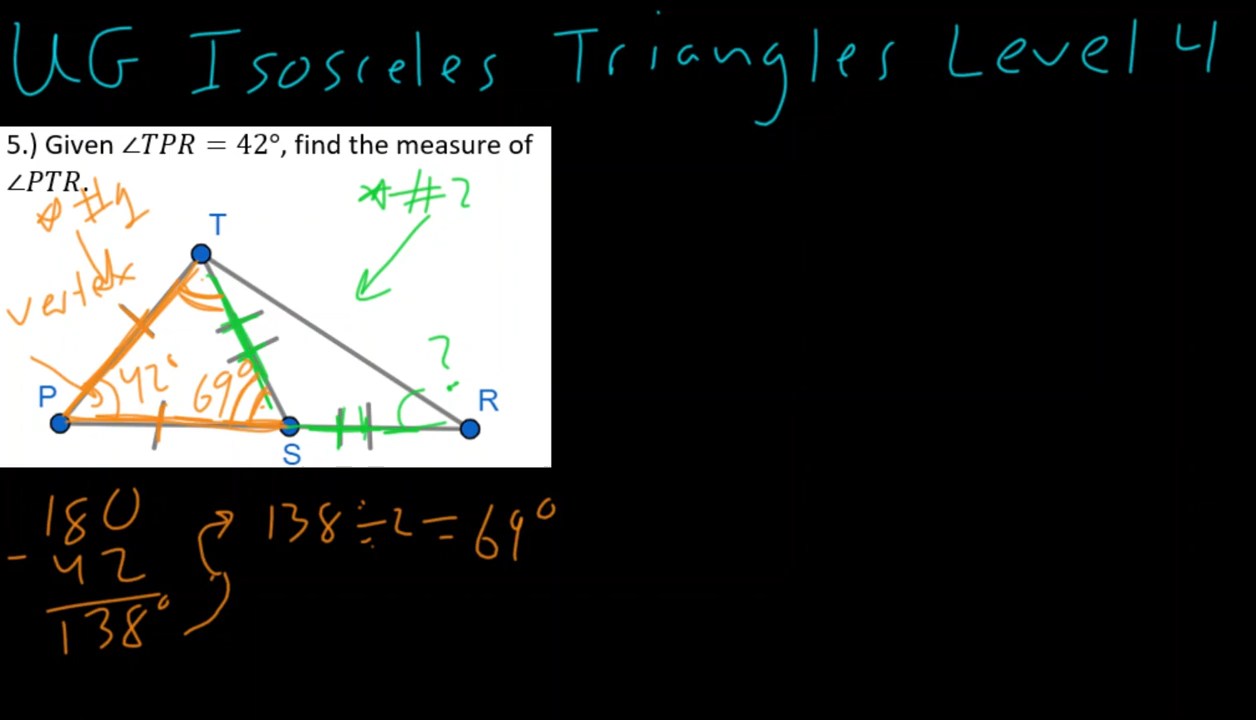 UG Isosceles Triangles Level 4
5.) Given ∠TPR = 42°, find the measure of
∠PTR.
#1
#2
T
vertex
?
P
42°
69°
R
S
180
- 42
138°
138 ÷ 2 = 69°